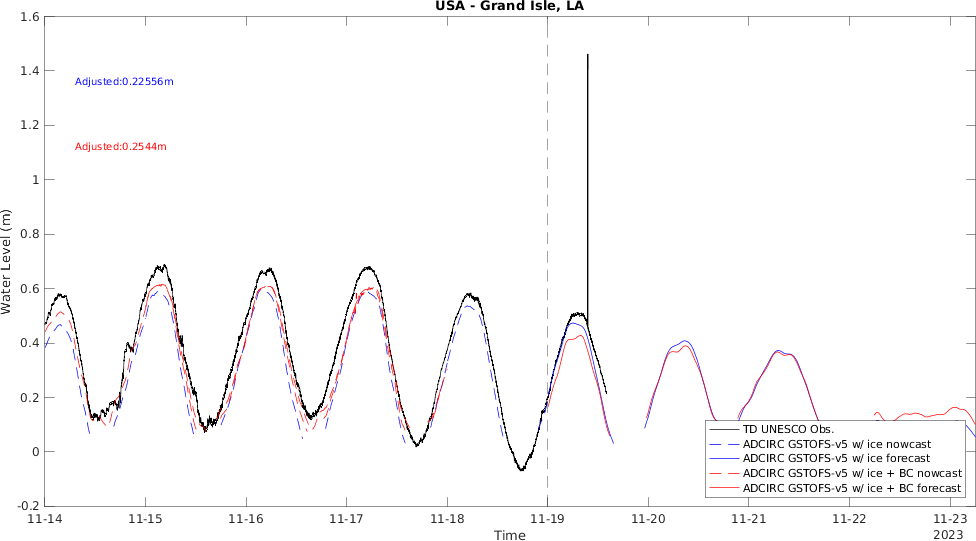 USA - Grand Isle, LA
1.6
1.4
1.2
1
0.8
0.6
0.4
0.2
0
-0.2
Water Level (m)
Adjusted:0.22556m
Adjusted:0.2544m
TD UNESCO Obs.
ADCIRC GSTOFS-v5 w/ ice nowcast
ADCIRC GSTOFS-v5 w/ ice forecast
ADCIRC GSTOFS-v5 w/ ice + BC nowcast
ADCIRC GSTOFS-v5 w/ ice + BC forecast
11-14 11-15 11-16 11-17 11-18 11-19 11-20 11-21 11-22 11-23
Time
2023